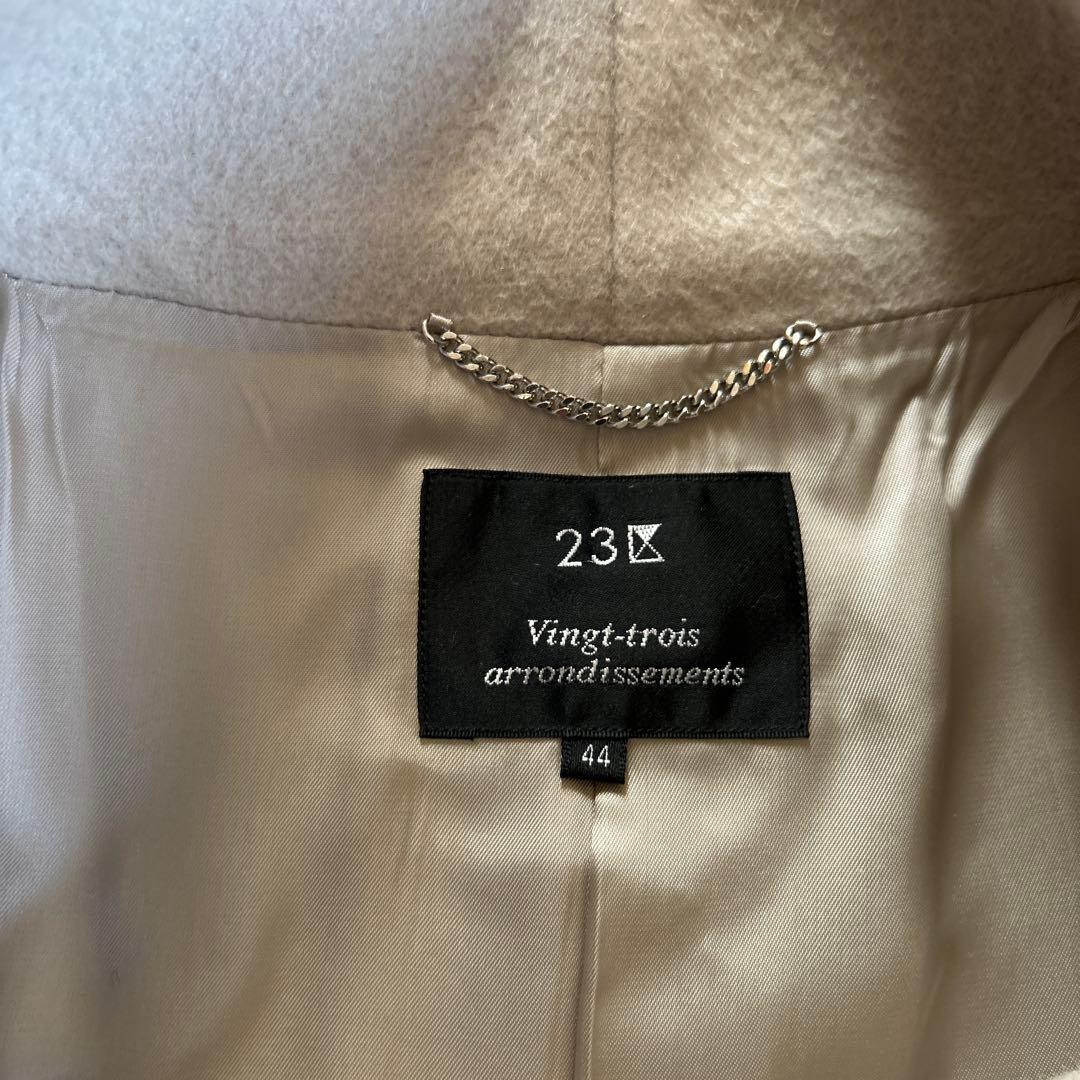 23区
Vingt-trois
arrondissements
44